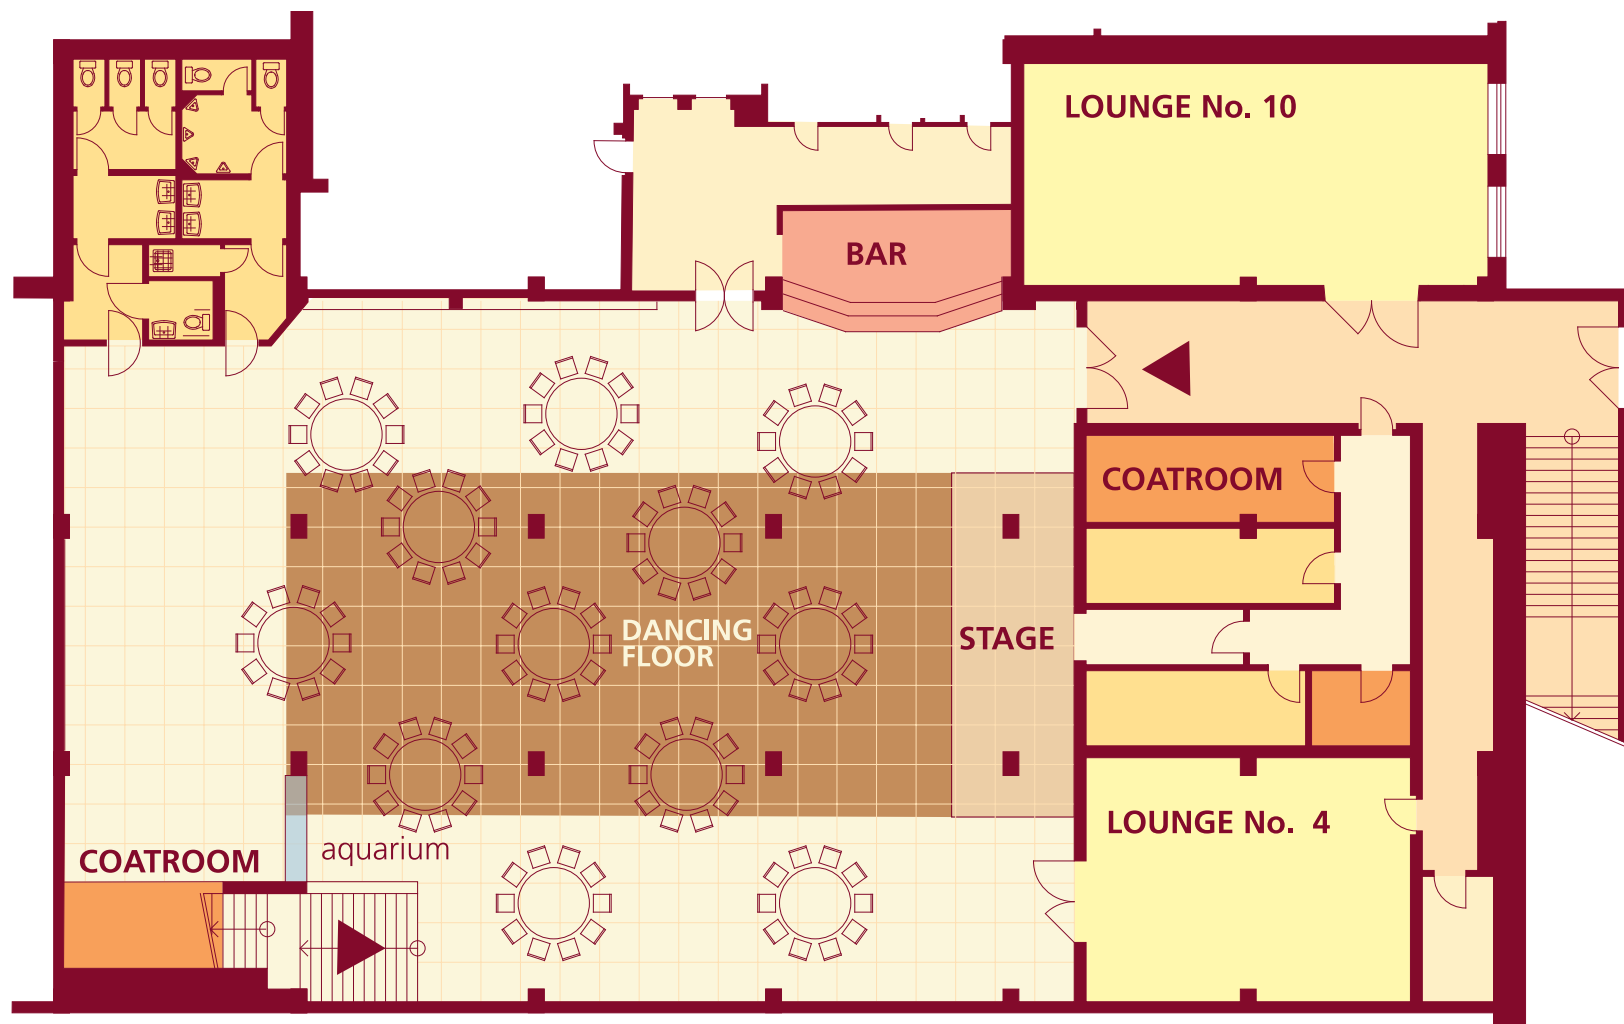 LOUNGE No. 10
BAR
COATROOM
DANCING
FLOOR
STAGE
LOUNGE No. 4
aquarium
COATROOM